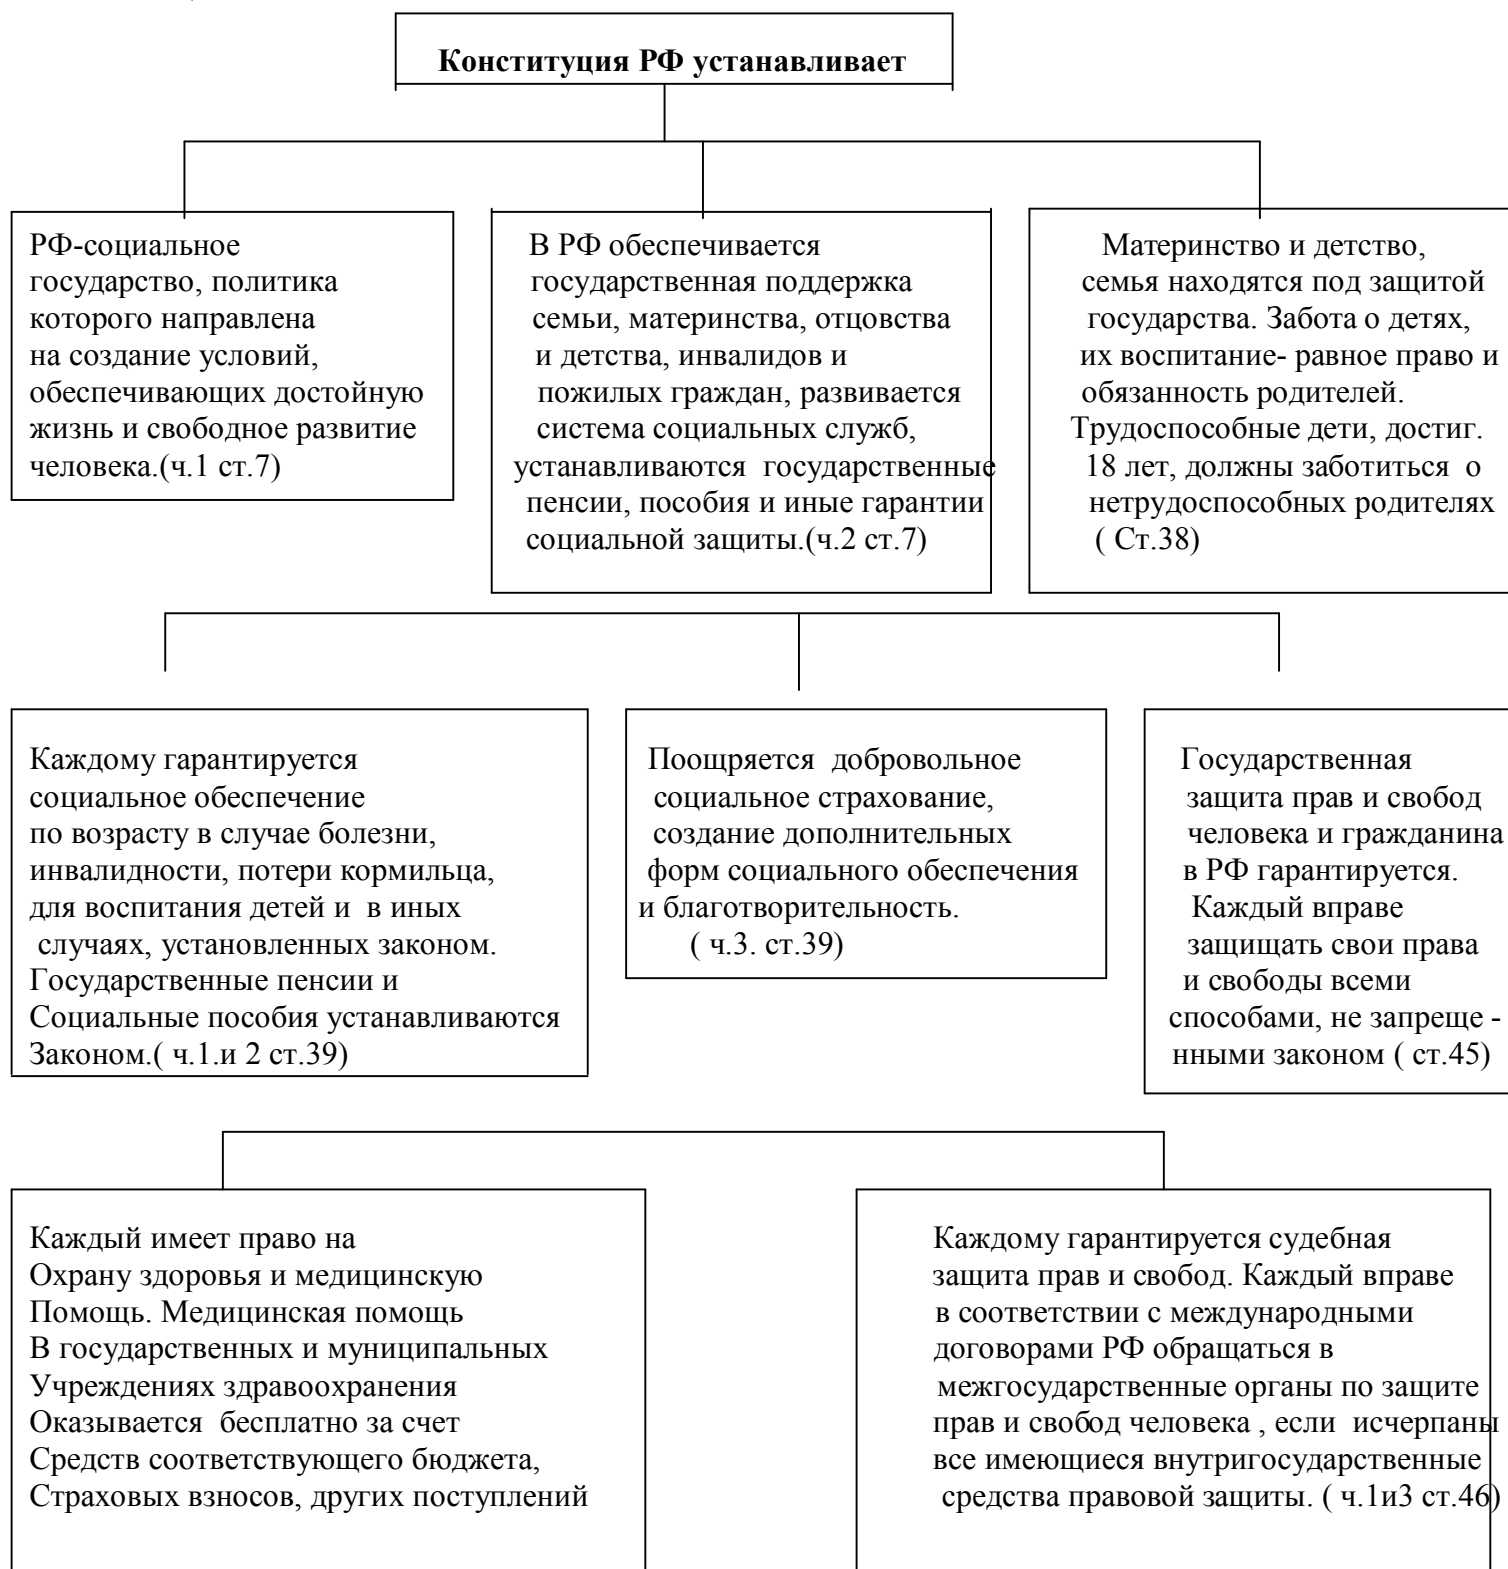 Конституция РФ устанавливает
РФ-социальное
государство, политика
которого направлена
на создание условий,
обеспечивающих достойную
жизнь и свободное развитие
человека.(ч.1 ст.7)
В РФ обеспечивается
государственная поддержка
семьи, материнства, отцовства
и детства, инвалидов и
пожилых граждан, развивается
система социальных служб,
устанавливаются государственные
пенсии, пособия и иные гарантии
социальной защиты.(ч.2 ст.7)
Материнство и детство,
семья находятся под защитой
государства. Забота о детях,
их воспитание- равное право и
обязанность родителей.
Трудоспособные дети, достиг.
18 лет, должны заботиться о
нетрудоспособных родителях
( Ст.38)
Каждому гарантируется
социальное обеспечение
по возрасту в случае болезни,
инвалидности, потери кормильца,
для воспитания детей и в иных
случаях, установленных законом.
Государственные пенсии и
Социальные пособия устанавливаются
Законом.( ч.1.и 2 ст.39)
Поощряется добровольное
социальное страхование,
создание дополнительных
форм социального обеспечения
и благотворительность.
( ч.3. ст.39)
Государственная
защита прав и свобод
человека и гражданина
в РФ гарантируется.
Каждый вправе
защищать свои права
и свободы всеми
способами, не запреще -
нными законом ( ст.45)
Каждый имеет право на
Охрану здоровья и медицинскую
Помощь. Медицинская помощь
В государственных и муниципальных
Учреждениях здравоохранения
Оказывается бесплатно за счет
Средств соответствующего бюджета,
Страховых взносов, других поступлений
Каждому гарантируется судебная
защита прав и свобод. Каждый вправе
в соответствии с международными
договорами РФ обращаться в
межгосударственные органы по защите
прав и свобод человека , если исчерпаны
все имеющиеся внутригосударственные
средства правовой защиты. ( ч.1и3 ст.46)